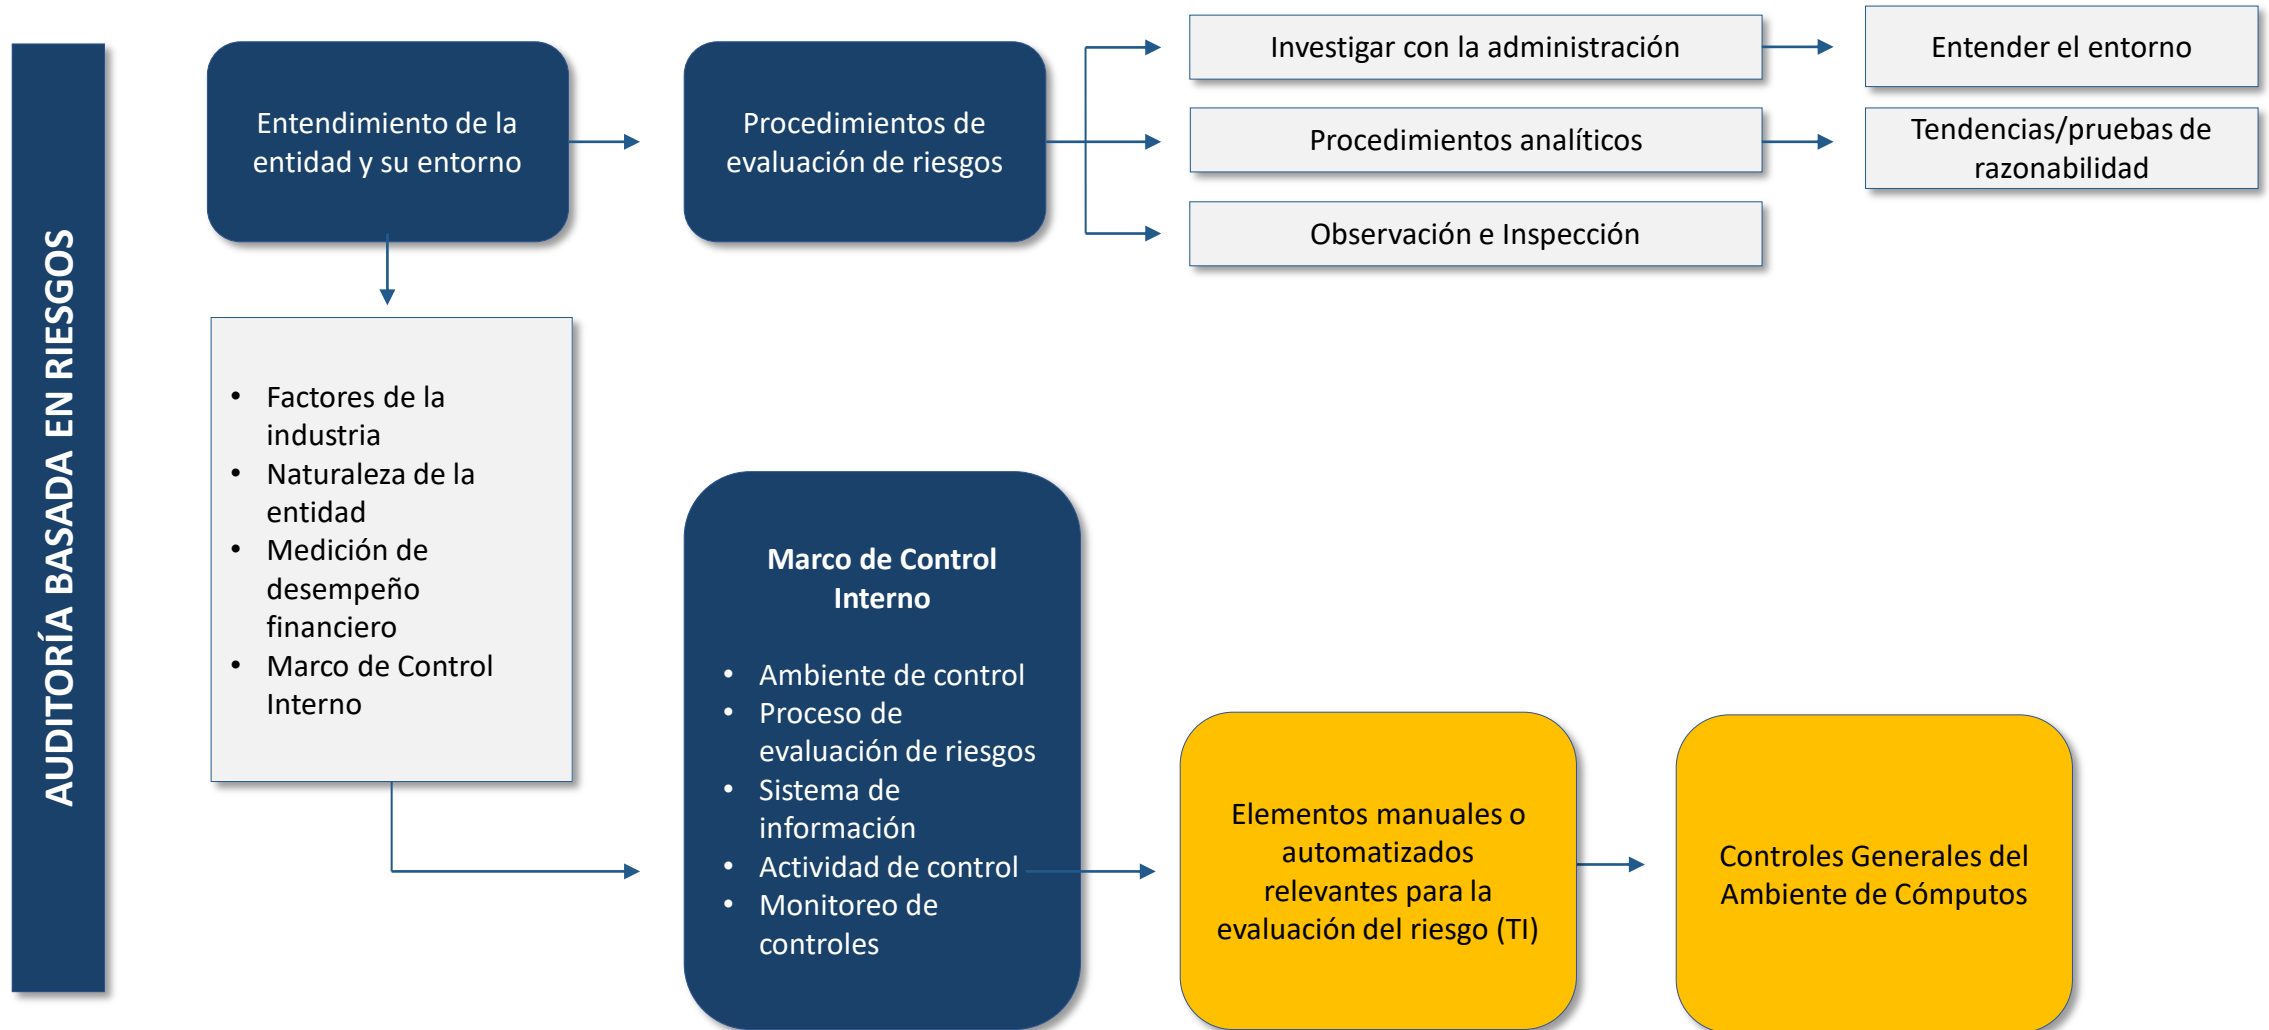 AUDITORÍA BASADA EN RIESGOS
Entendimiento de la
entidad y su entorno
Procedimientos de
evaluación de riesgos
Investigar con la administración
Entender el entorno
Procedimientos analíticos
Tendencias/pruebas de
razonabilidad
Observación e Inspección
• Factores de la
industria
• Naturaleza de la
entidad
• Medición de
desempeño
financiero
• Marco de Control
Interno
Marco de Control
Interno
• Ambiente de control
• Proceso de
evaluación de riesgos
• Sistema de
información
• Actividad de control
• Monitoreo de
controles
Elementos manuales o
automatizados
relevantes para la
evaluación del riesgo (TI)
Controles Generales del
Ambiente de Cómputos